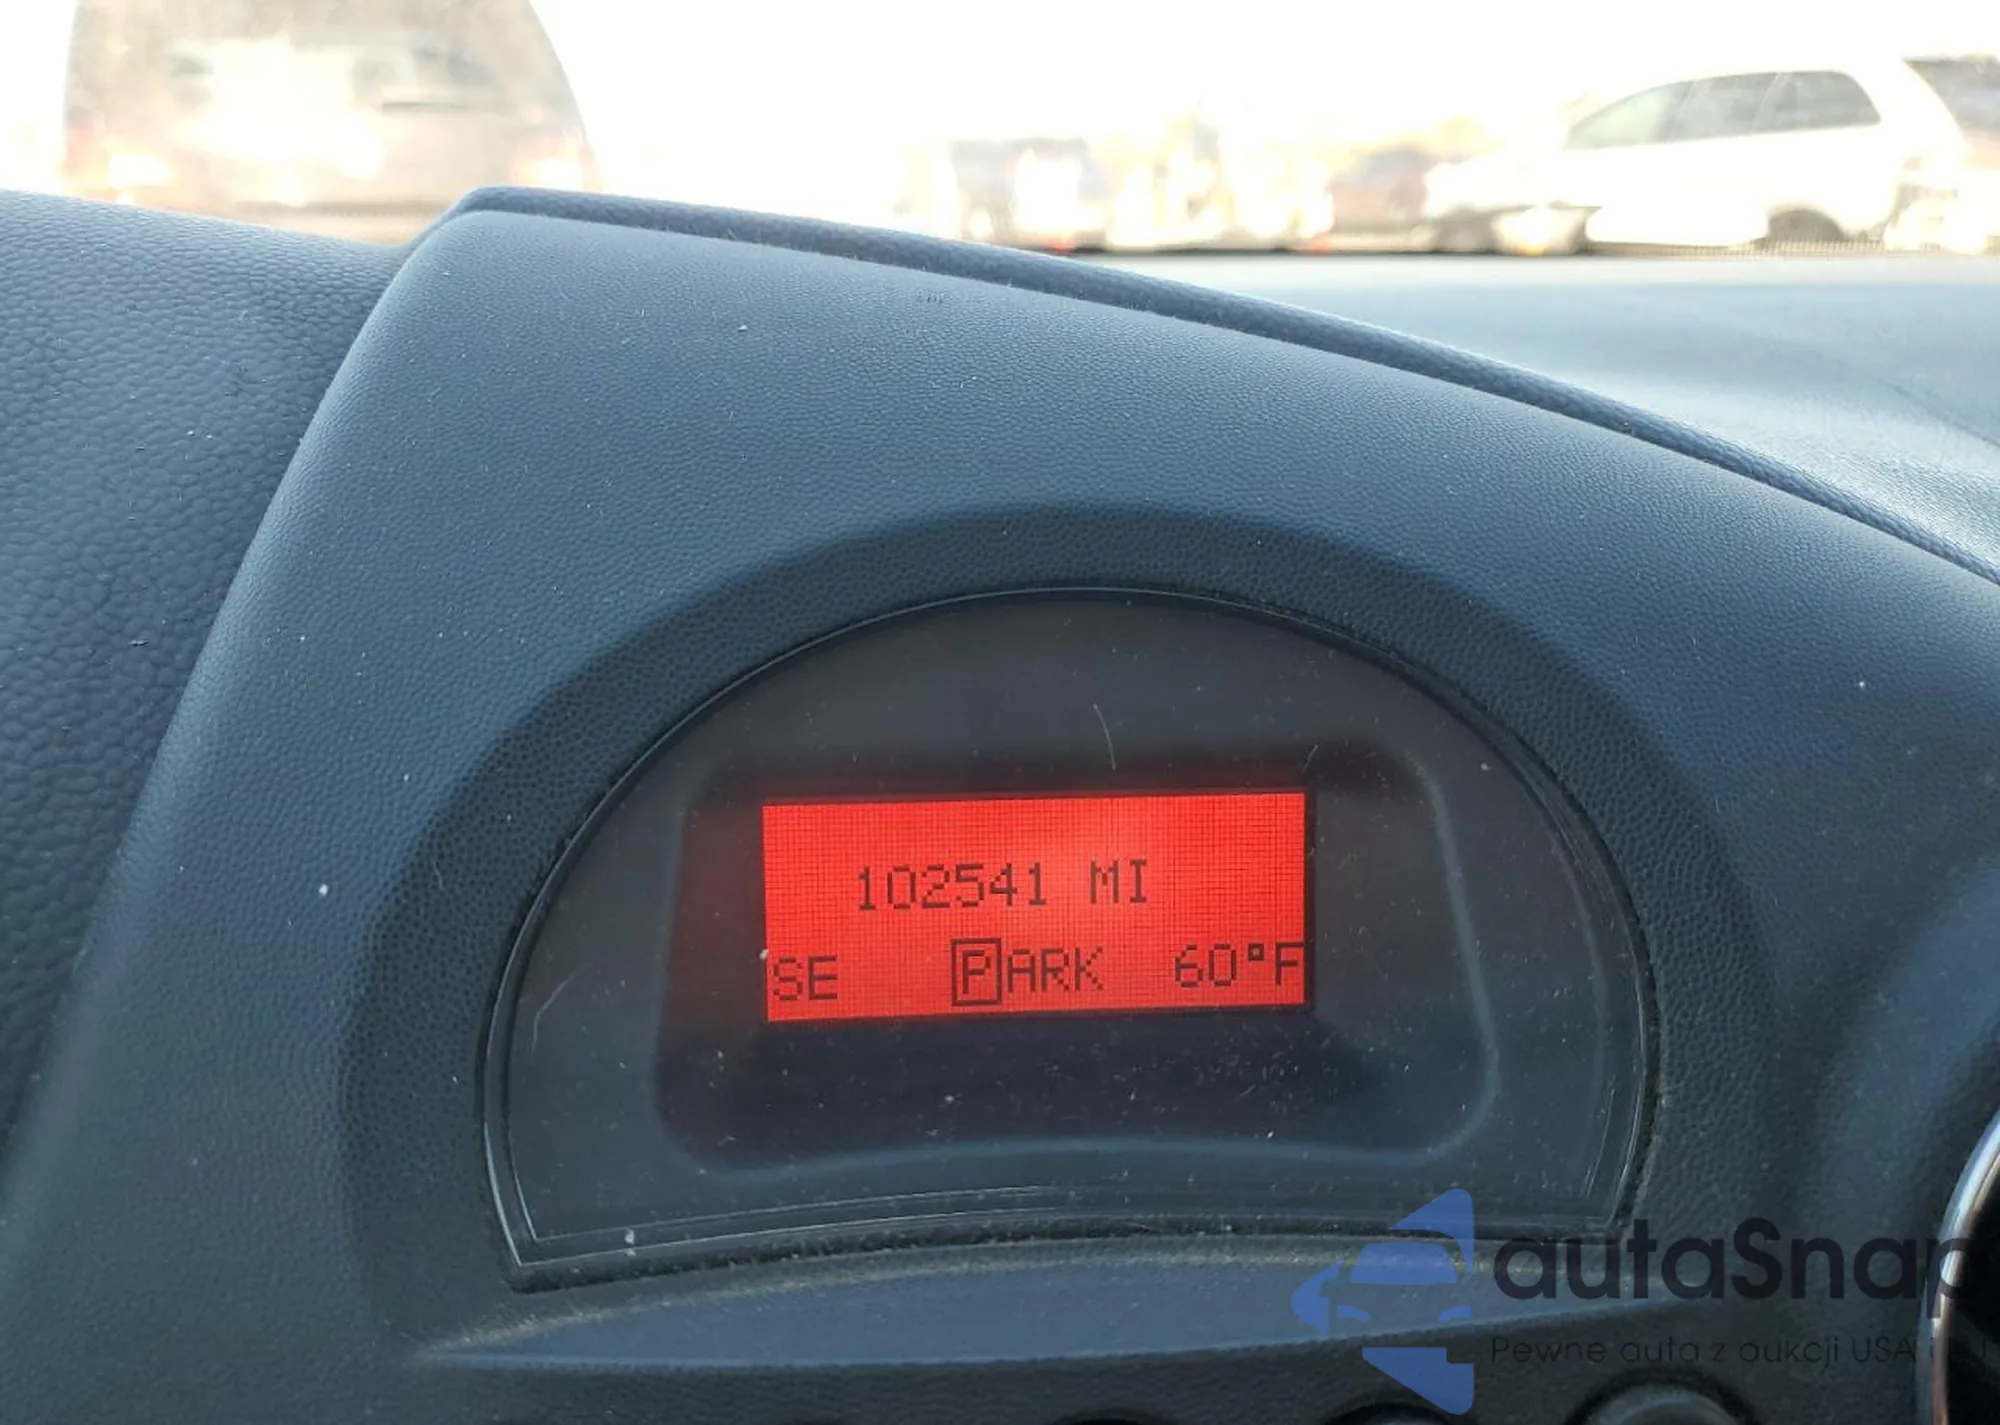 102541 MI
SE PARK 60°F
autaSnap
Pewne auta z aukcji USA